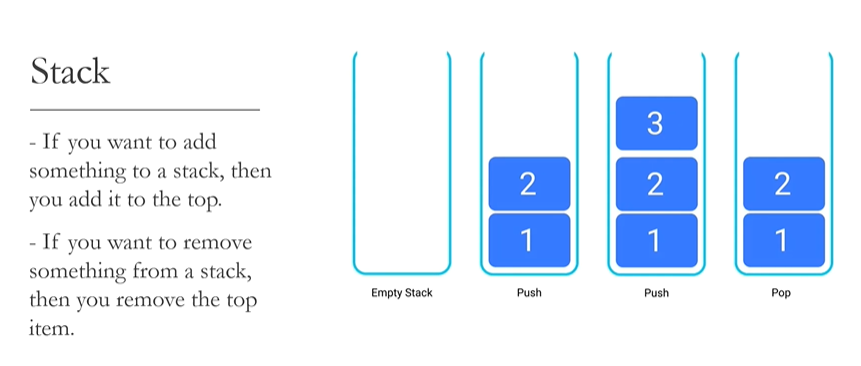 Stack
- If you want to add
something to a stack, then
you add it to the top.
- If you want to remove
something from a stack,
then you remove the top
item.
3
2 2 2
1 1 1
Empty Stack Push Push Pop